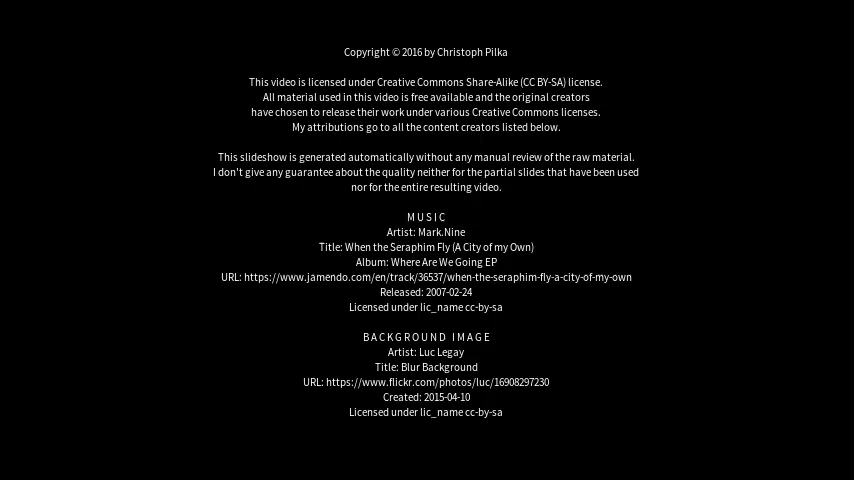 Copyright © 2016 by Christoph Pilka
This video is licensed under Creative Commons Share-Alike (CC BY-SA) license.
All material used in this video is free available and the original creators
have chosen to release their work under various Creative Commons licenses.
My attributions go to all the content creators listed below.
This slideshow is generated automatically without any manual review of the raw material.
I don't give any guarantee about the quality neither for the partial slides that have been used
nor for the entire resulting video.
MUSIC
Artist: Mark.Nine
Title: When the Seraphim Fly (A City of my Own)
Album: Where Are We Going EP
URL: https://www.jamendo.com/en/track/36537/when-the-seraphim-fly-a-city-of-my-own
Released: 2007-02-24
Licensed under lic_name cc-by-sa
BACKGROUND IMAGE
Artist: Luc Legay
Title: Blur Background
URL: https://www.flickr.com/photos/luc/16908297230
Created: 2015-04-10
Licensed under lic_name cc-by-sa